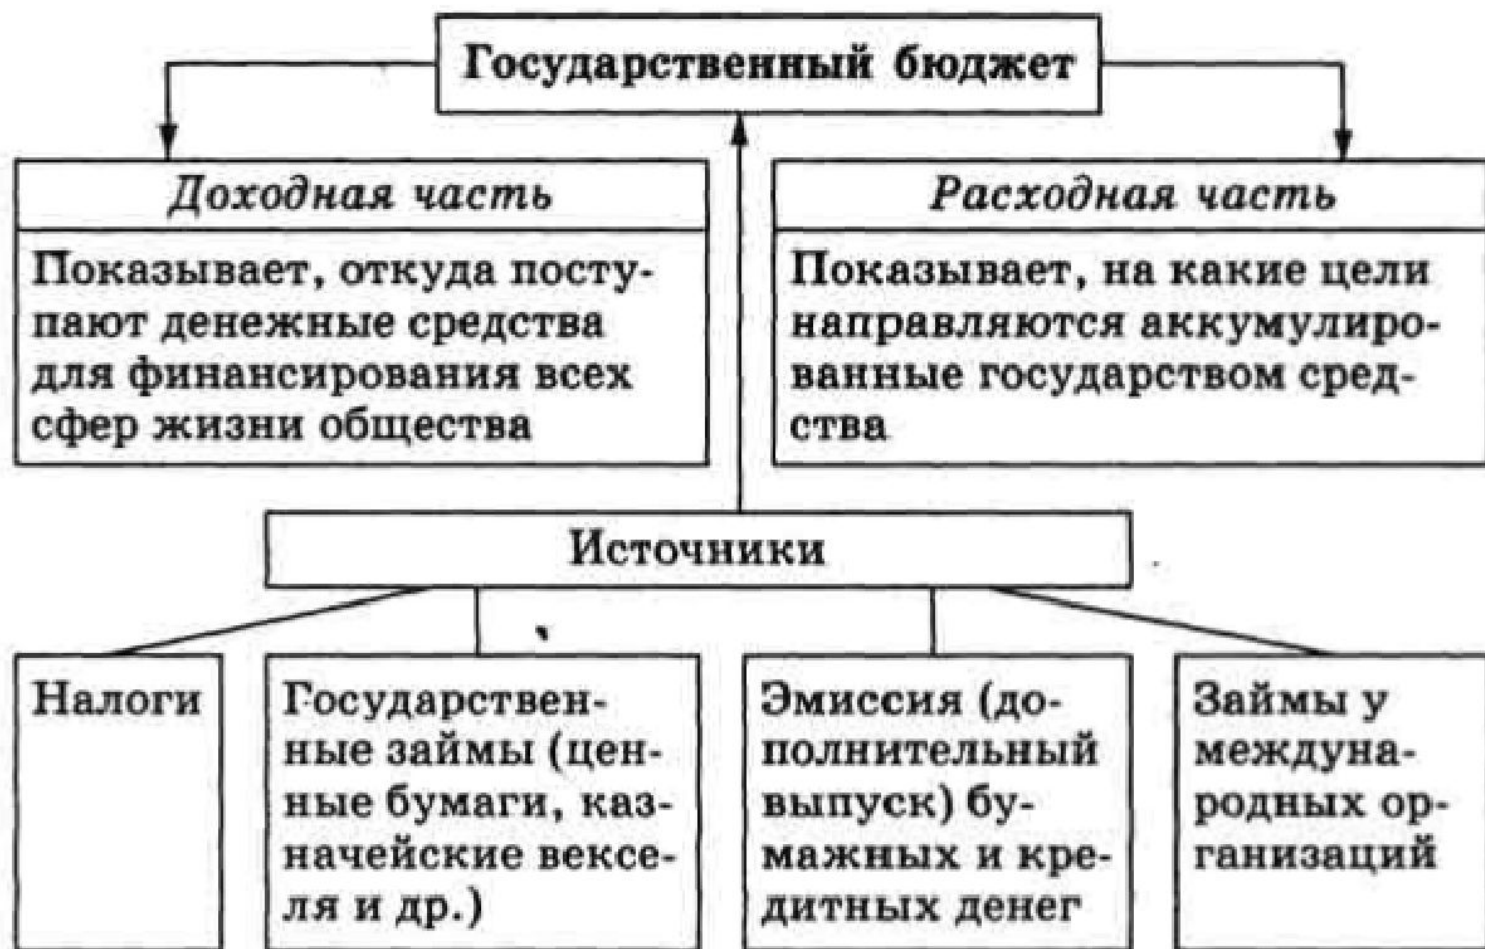 Государственный бюджет
Доходная часть
Показывает, откуда посту-
пают денежные средства
для финансирования всех
сфер жизни общества
Расходная часть
Показывает, на какие цели
направляются аккумулиро-
ванные государством сред-
ства
Источники
Налоги
Государствен-
ные займы (цен-
ные бумаги, каз-
начейские вексе-
ля и др.)
Эмиссия (до-
полнительный
выпуск) бу-
мажных и кре-
дитных денег
Займы у
междуна-
родных ор-
ганизаций